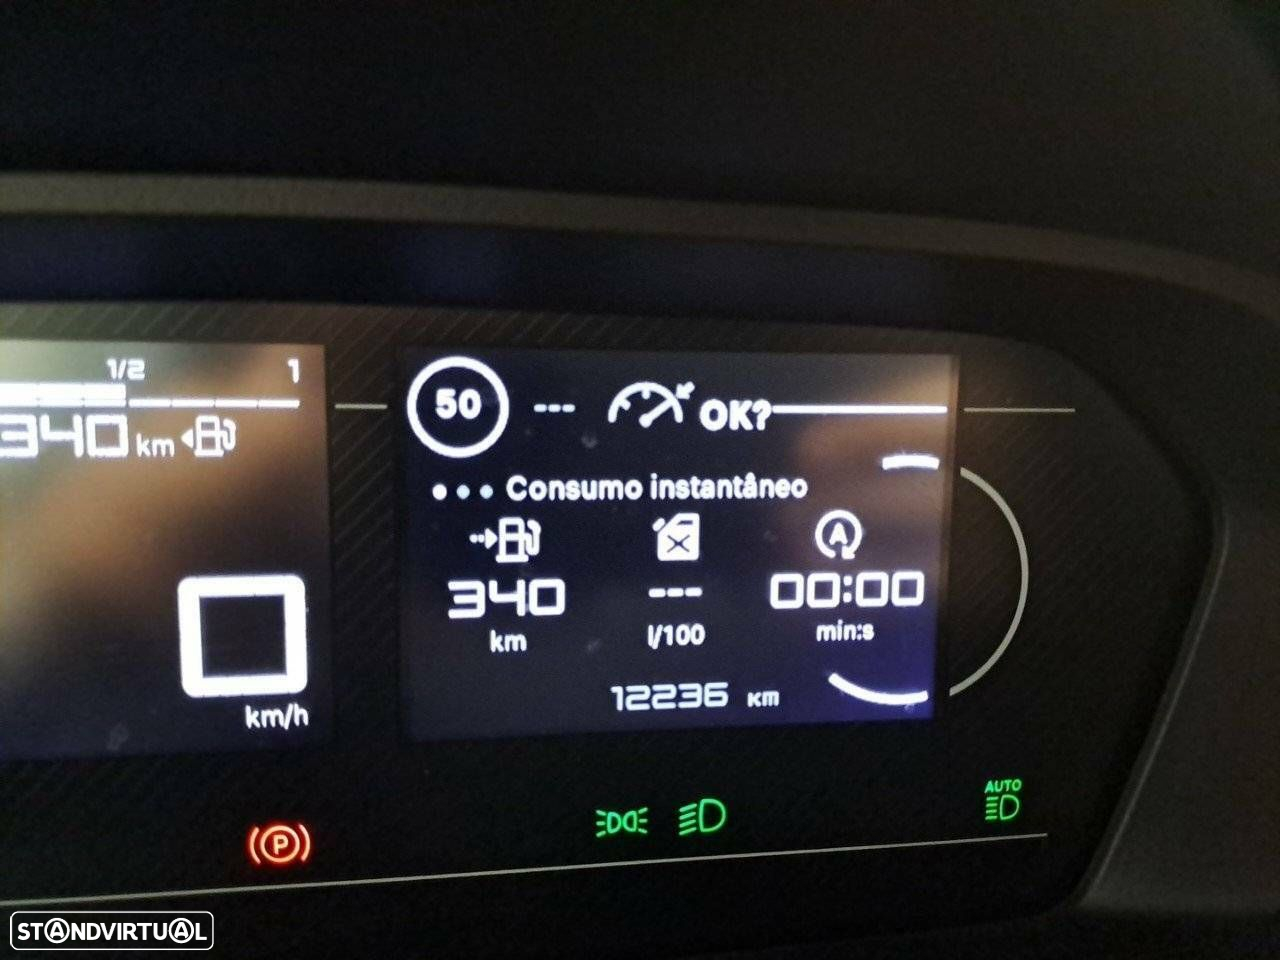 1/2 1
340 km
km/h
50 --- OK?
Consumo instantâneo
A
340 --- 00:00
km l/100 min:s
12236 KM
P
AUTO
STANDVIRTUAL